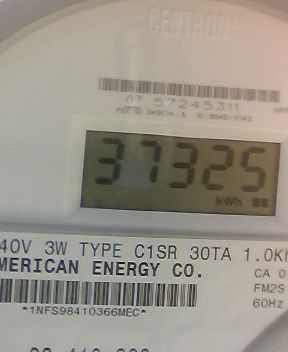 CENTRON
07 57245311
37325
kWh
40V 3W TYPE C1SR 30TA 1.0K
MERICAN ENERGY CO.
CA 0
FM2S
60Hz
*1NFS98410366MEC*